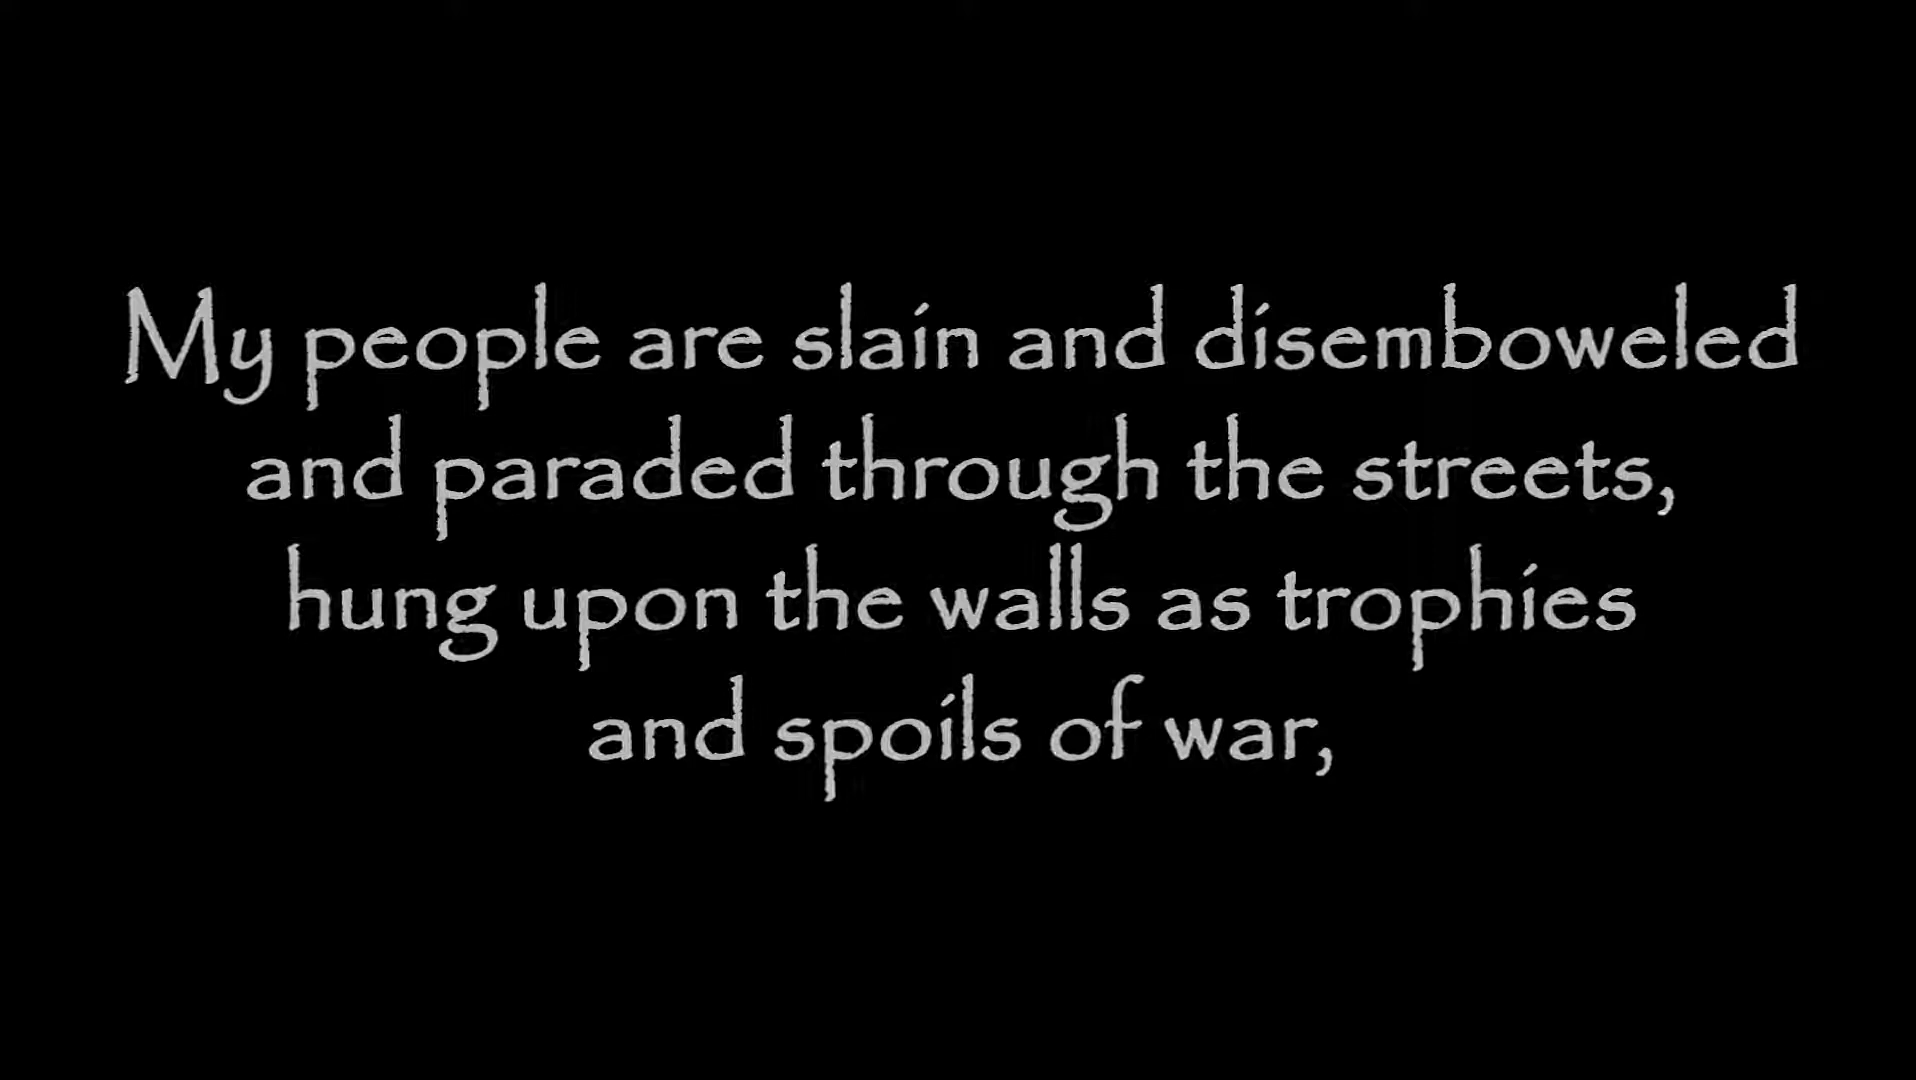 My people are slain and disemboweled
and paraded through the streets,
hung upon the walls as trophies
and spoils of war,